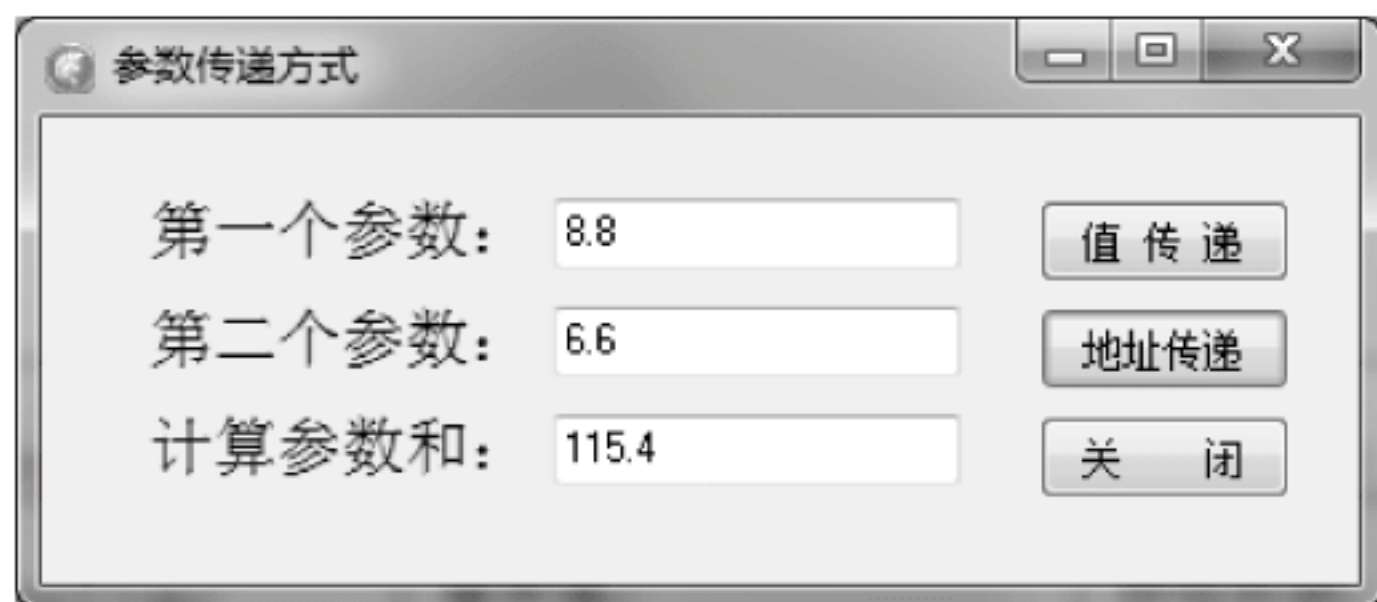 参数传递方式
第一个参数： 8.8 值 传 递
第二个参数： 6.6 地址传递
计算参数和： 115.4 关 闭